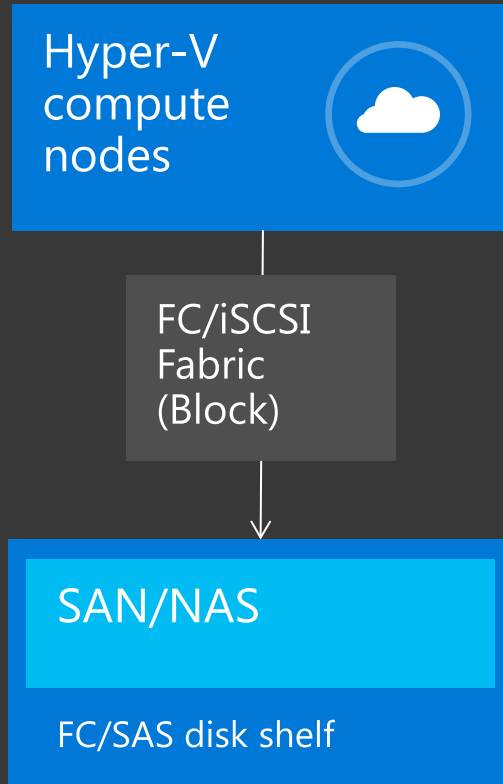 Hyper-V
compute
nodes
FC/iSCSI
Fabric
(Block)
SAN/NAS
FC/SAS disk shelf